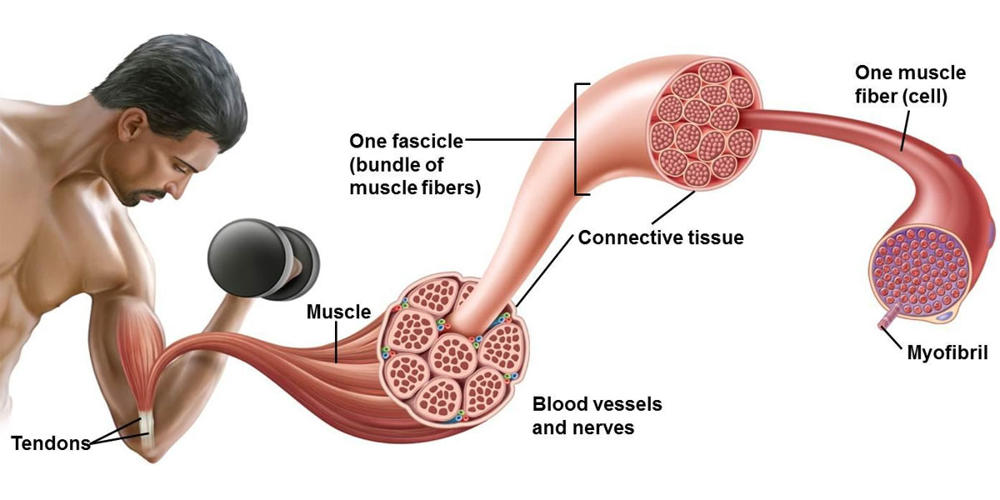 One muscle
fiber (cell)
One fascicle
(bundle of
muscle fibers)
Connective tissue
Muscle
Myofibril
Blood vessels
and nerves
Tendons